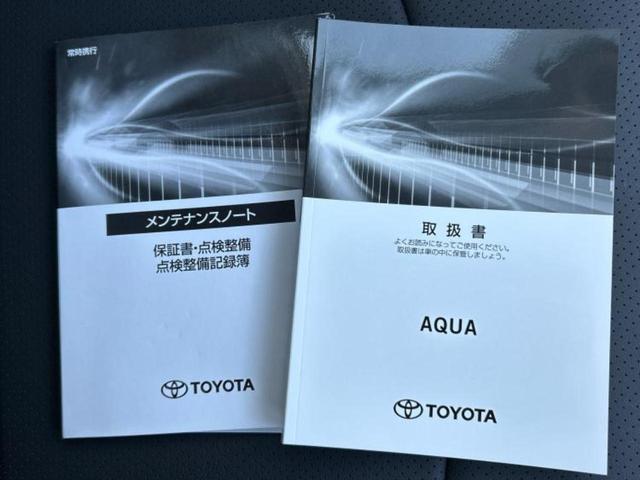 常時携行
メンテナンスノート
保証書・点検整備
点検整備記録簿
TOYOTA
取扱書
よくお読みになってご使用ください。
取扱書は車の中に保管しましょう。
AQUA
TOYOTA